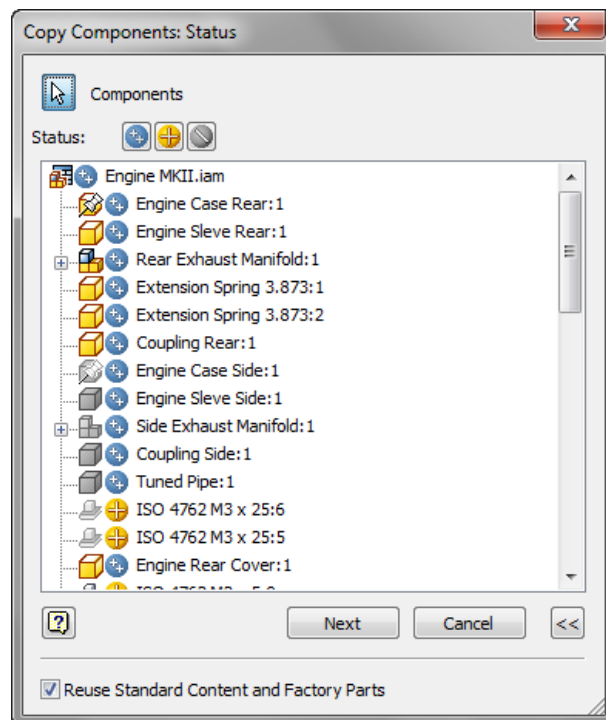 Copy Components: Status
Components
Status:
Engine MKII.iam
Engine Case Rear:1
Engine Sleve Rear:1
Rear Exhaust Manifold:1
Extension Spring 3.873:1
Extension Spring 3.873:2
Coupling Rear:1
Engine Case Side:1
Engine Sleve Side:1
Side Exhaust Manifold:1
Coupling Side:1
Tuned Pipe:1
ISO 4762 M3 x 25:6
ISO 4762 M3 x 25:5
Engine Rear Cover:1
Next Cancel <<
Reuse Standard Content and Factory Parts